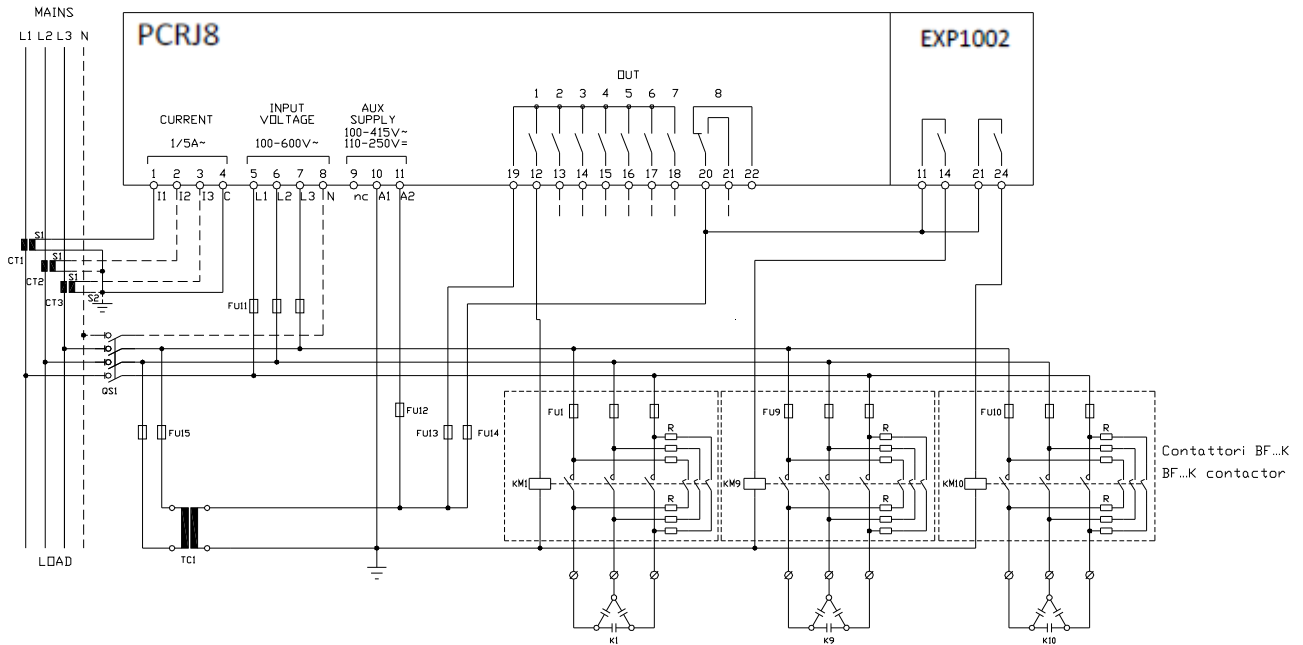 MAINS
L1 L2 L3 N
PCRJ8
EXP1002
OUT
1 2 3 4 5 6 7 8
CURRENT
1/5A~
INPUT
VOLTAGE
100-600V~
AUX
SUPPLY
100-415V~
110-250V=
1 2 3 4 5 6 7 8 9 10 11 19 12 13 14 15 16 17 18 20 21 22 11 14 21 24
I1 I2 I3 C L1 L2 L3 N nc A1 A2
S1
CT1
S1
CT2
S1
CT3
S2
FU11
QS1
FU12
FU15
FU13
FU14
FU1
FU9
FU10
R
R
R
Contattori BF...K
BF...K contactor
KM1
KM9
KM10
R
R
R
TC1
LOAD
K1
K9
K10